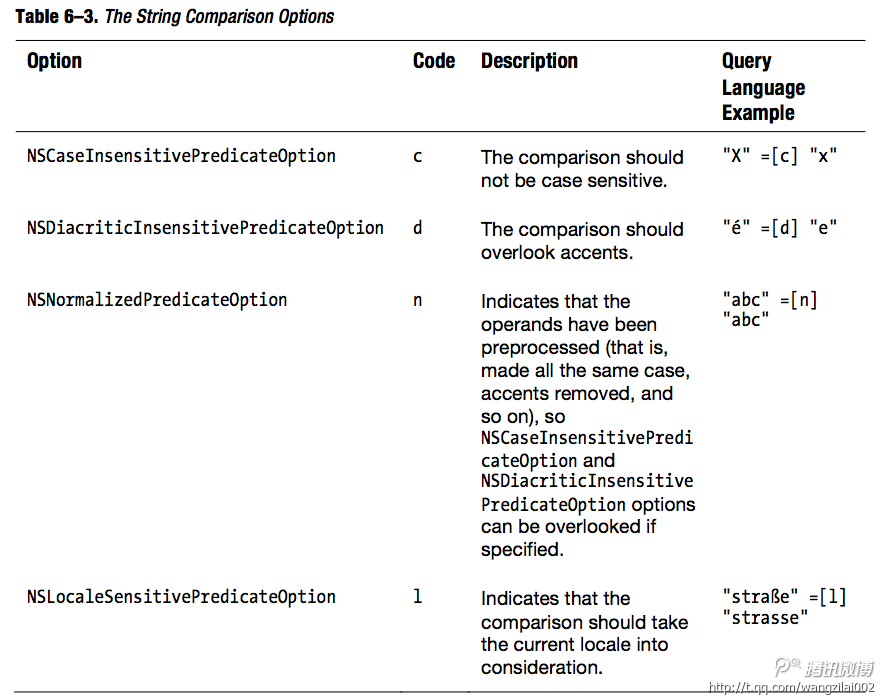 Table 6–3. The String Comparison Options
Option Code Description Query
Language
Example
NSCaseInsensitivePredicateOption c The comparison should "X" =[c] "x"
not be case sensitive.
NSDiacriticInsensitivePredicateOption d The comparison should "é" =[d] "e"
overlook accents.
NSNormalizedPredicateOption n Indicates that the "abc" =[n]
operands have been "abc"
preprocessed (that is,
made all the same case,
accents removed, and
so on), so
NSCaseInsensitivePredi
cateOption and
NSDiacriticInsensitive
PredicateOption options
can be overlooked if
specified.
NSLocaleSensitivePredicateOption l Indicates that the "straße" =[l]
comparison should take "strasse"
the current locale into
consideration.
腾讯微博
http://t.qq.com/wangzilai002